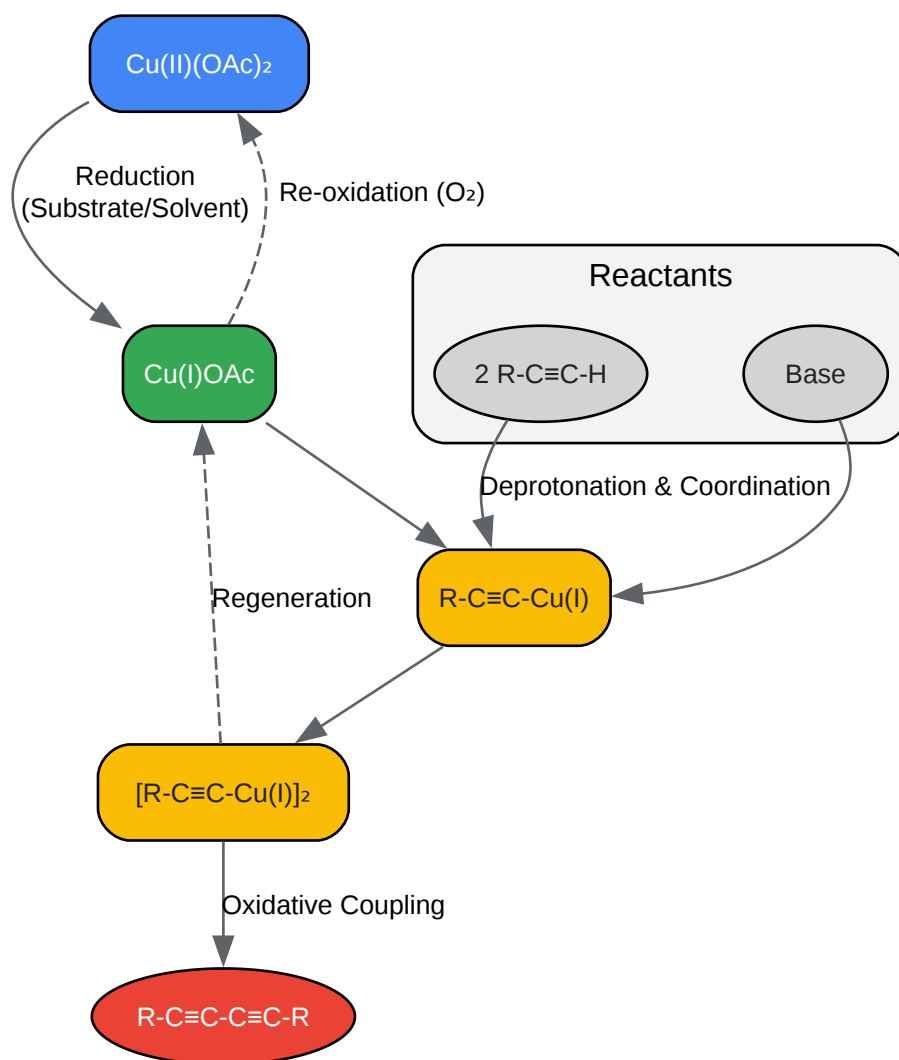 Cu(II)(OAc)₂
Reduction
(Substrate/Solvent)
Re-oxidation (O₂)
Reactants
Cu(I)OAc
2 R-C≡C-H
Base
Deprotonation & Coordination
Regeneration
R-C≡C-Cu(I)
[R-C≡C-Cu(I)]₂
Oxidative Coupling
R-C≡C-C≡C-R